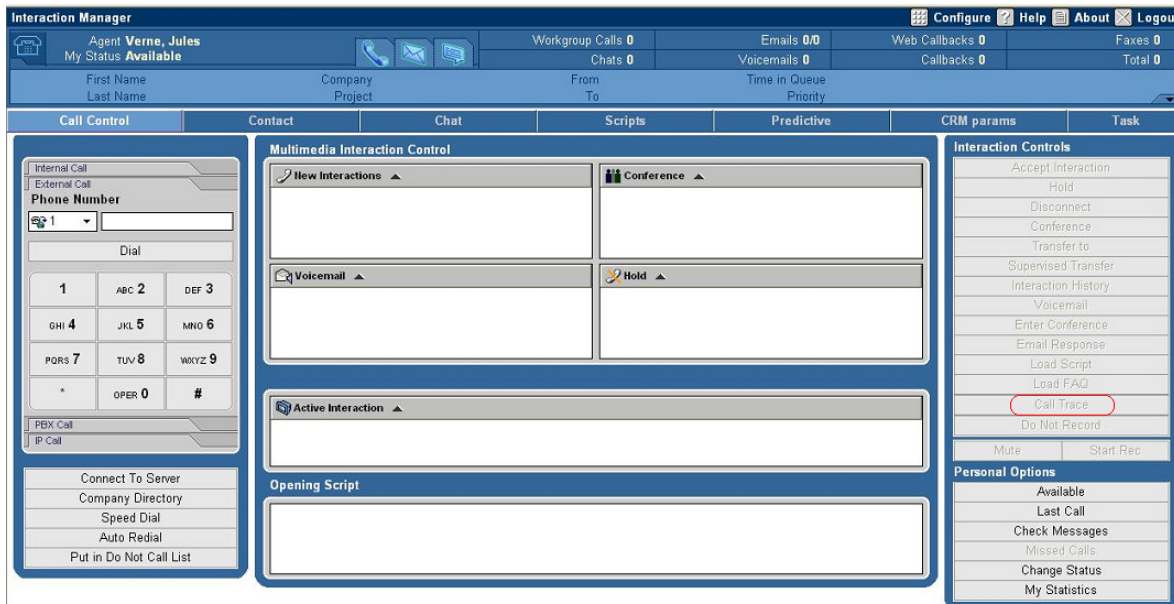 Interaction Manager
Configure Help About Logou
Agent Verne, Jules
My Status Available
Workgroup Calls 0 Emails 0/0 Web Callbacks 0 Faxes 0
Chats 0 Voicemails 0 Callbacks 0 Total 0
First Name Company From Time in Queue
Last Name Project To Priority
Call Control Contact Chat Scripts Predictive CRM params Task
Internal Call
External Call
Phone Number
1
Dial
1 ABC 2 DEF 3
GHI 4 JKL 5 MNO 6
PQRS 7 TUV 8 WXYZ 9
* OPER 0 #
PBX Call
IP Call
Connect To Server
Company Directory
Speed Dial
Auto Redial
Put in Do Not Call List
Multimedia Interaction Control
New Interactions Conference
Voicemail Hold
Active Interaction
Opening Script
Interaction Controls
Accept Interaction
Hold
Disconnect
Conference
Transfer to
Supervised Transfer
Interaction History
Voicemail
Enter Conference
Email Response
Load Script
Load FAQ
Call Trace
Do Not Record
Mute Start Rec
Personal Options
Available
Last Call
Check Messages
Missed Calls
Change Status
My Statistics